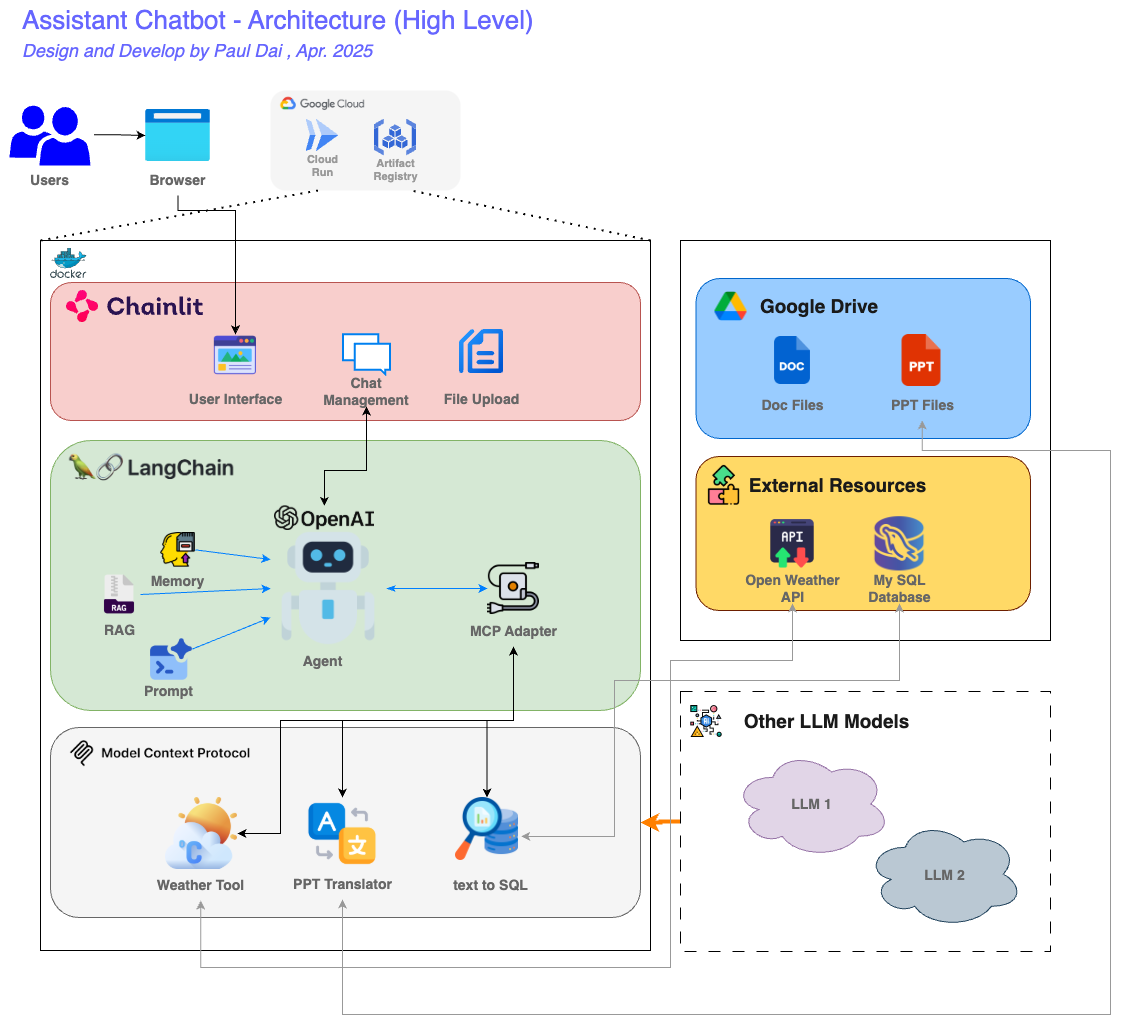 Assistant Chatbot - Architecture (High Level)
Design and Develop by Paul Dai , Apr. 2025
Google Cloud
Cloud
Run
Artifact
Registry
Users
Browser
docker
Chainlit
User Interface
Chat
Management
File Upload
LangChain
OpenAI
Memory
RAG
RAG
Prompt
Agent
MCP Adapter
Model Context Protocol
°C
Weather Tool
A
文
PPT Translator
text to SQL
Google Drive
DOC
Doc Files
PPT
PPT Files
External Resources
API
Open Weather
API
My SQL
Database
Other LLM Models
LLM 1
LLM 2